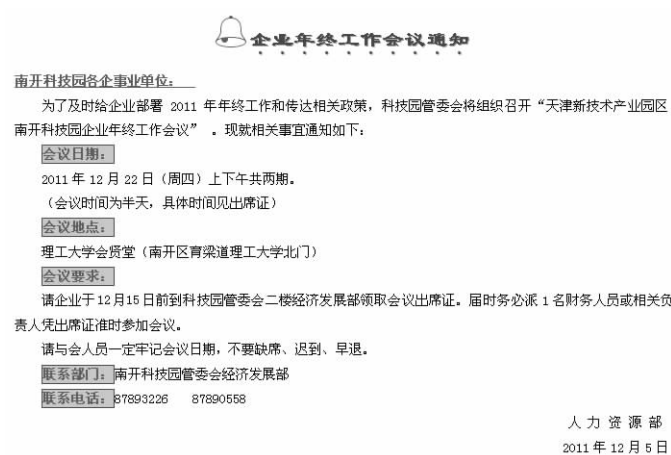 企业年终工作会议通知
南开科技园各企事业单位：
为了及时给企业部署 2011 年年终工作和传达相关政策，科技园管委会将组织召开“天津新技术产业园区
南开科技园企业年终工作会议” 。现就相关事宜通知如下：
会议日期：
2011 年 12 月 22 日（周四）上下午共两期。
（会议时间为半天，具体时间见出席证）
会议地点：
理工大学会贤堂（南开区育梁道理工大学北门）
会议要求：
请企业于 12 月 15 日前到科技园管委会二楼经济发展部领取会议出席证。届时务必派 1 名财务人员或相关负
责人凭出席证准时参加会议。
请与会人员一定牢记会议日期，不要缺席、迟到、早退。
联系部门：南开科技园管委会经济发展部
联系电话：87893226 87890558
人 力 资 源 部
2011 年 12 月 5 日